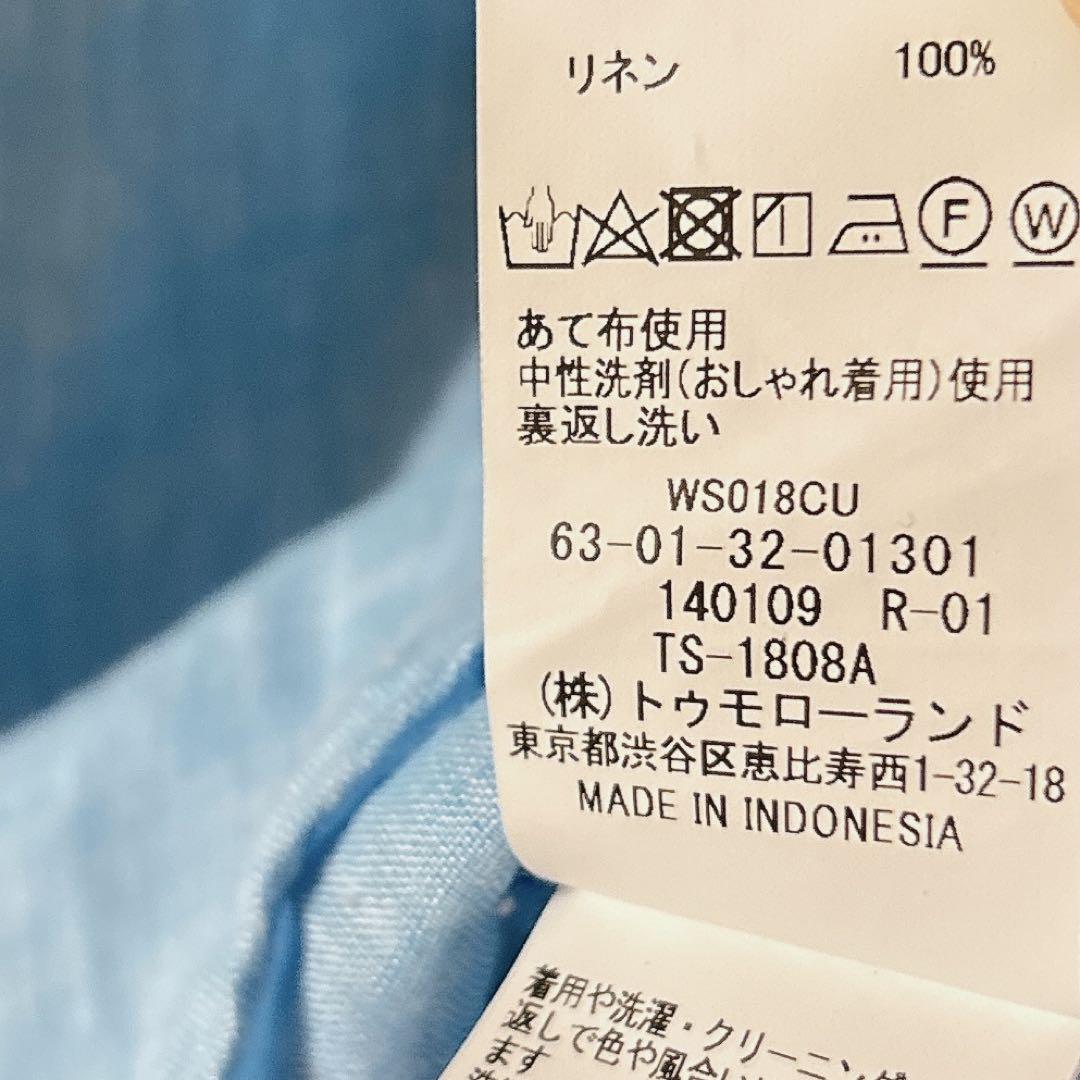 リネン 100%
F W
あて布使用
中性洗剤(おしゃれ着用)使用
裏返し洗い
WS018CU
63-01-32-01301
140109 R-01
TS-1808A
(株)トゥモローランド
東京都渋谷区恵比寿西1-32-18
MADE IN INDONESIA
着用や洗濯・クリーニング
返しで色や風合い
ます